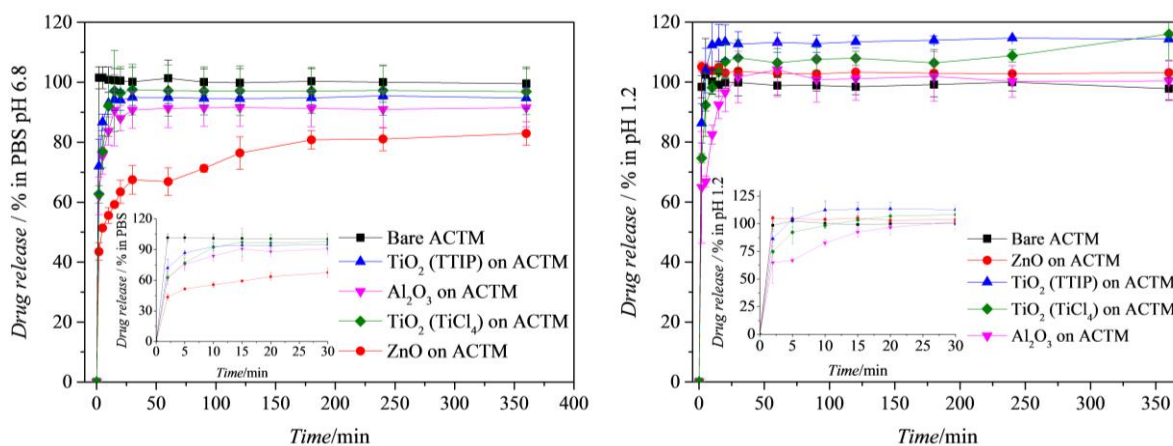 Drug release / % in PBS pH 6.8
120
100
80
60
40
20
0
0 50 100 150 200 250 300 350 400
Time/min
Drug release / % in PBS
120
90
60
30
0
0 5 10 15 20 25 30
Time/min
Bare ACTM
TiO2 (TTIP) on ACTM
Al2O3 on ACTM
TiO2 (TiCl4) on ACTM
ZnO on ACTM
Drug release / % in pH 1.2
120
100
80
60
40
20
0
0 50 100 150 200 250 300 350
Time/min
Drug release / % in pH 1.2
125
100
75
50
25
0
0 5 10 15 20 25 30
Time/min
Bare ACTM
ZnO on ACTM
TiO2 (TTIP) on ACTM
TiO2 (TiCl4) on ACTM
Al2O3 on ACTM